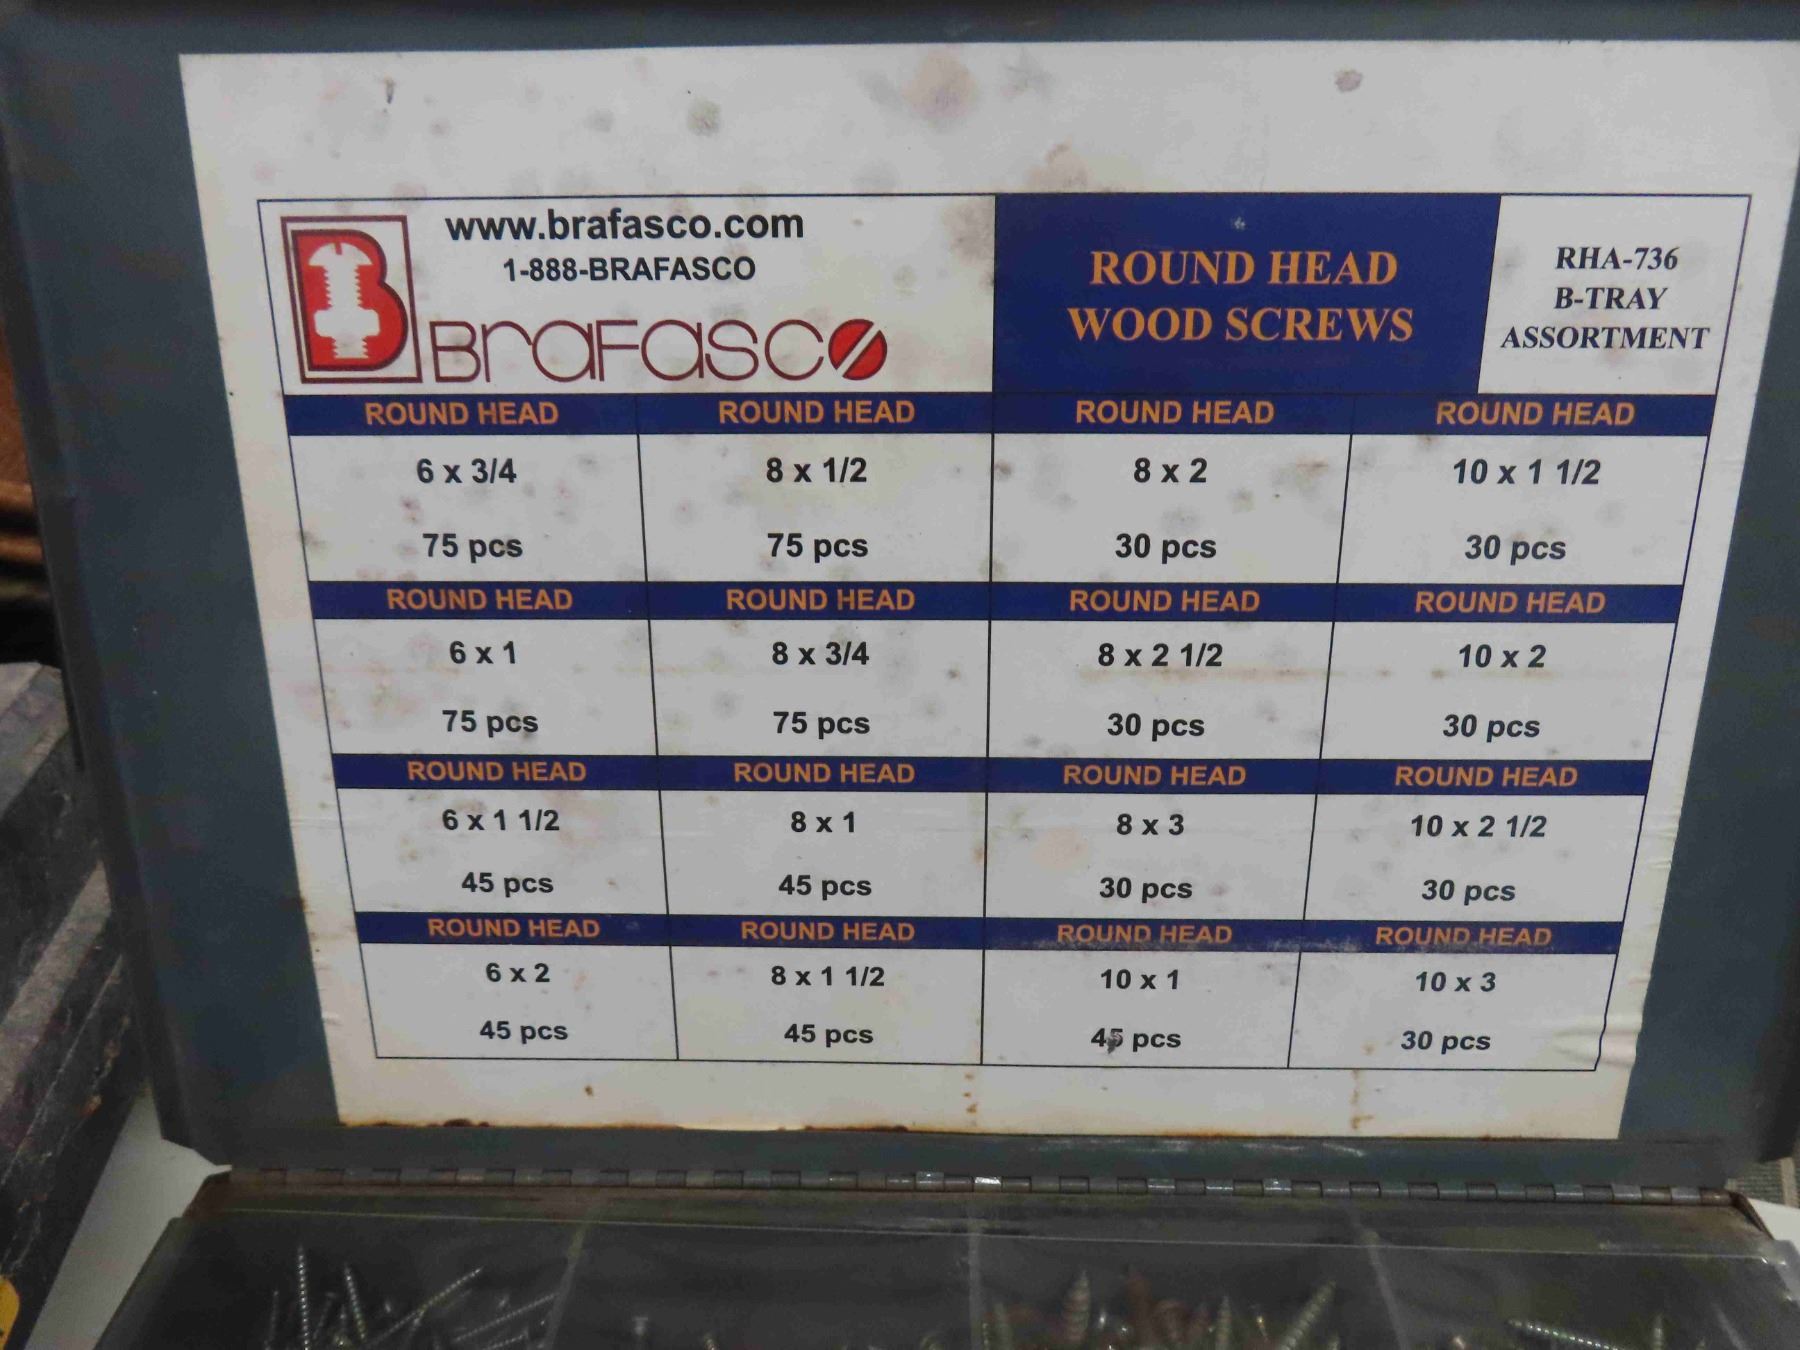 www.brafasco.com
1-888-BRAFASCO
B
BRAFASCO
ROUND HEAD
WOOD SCREWS
RHA-736
B-TRAY
ASSORTMENT
ROUND HEAD ROUND HEAD ROUND HEAD ROUND HEAD
6 x 3/4 8 x 1/2 8 x 2 10 x 1 1/2
75 pcs 75 pcs 30 pcs 30 pcs
ROUND HEAD ROUND HEAD ROUND HEAD ROUND HEAD
6 x 1 8 x 3/4 8 x 2 1/2 10 x 2
75 pcs 75 pcs 30 pcs 30 pcs
ROUND HEAD ROUND HEAD ROUND HEAD ROUND HEAD
6 x 1 1/2 8 x 1 8 x 3 10 x 2 1/2
45 pcs 45 pcs 30 pcs 30 pcs
ROUND HEAD ROUND HEAD ROUND HEAD ROUND HEAD
6 x 2 8 x 1 1/2 10 x 1 10 x 3
45 pcs 45 pcs 45 pcs 30 pcs